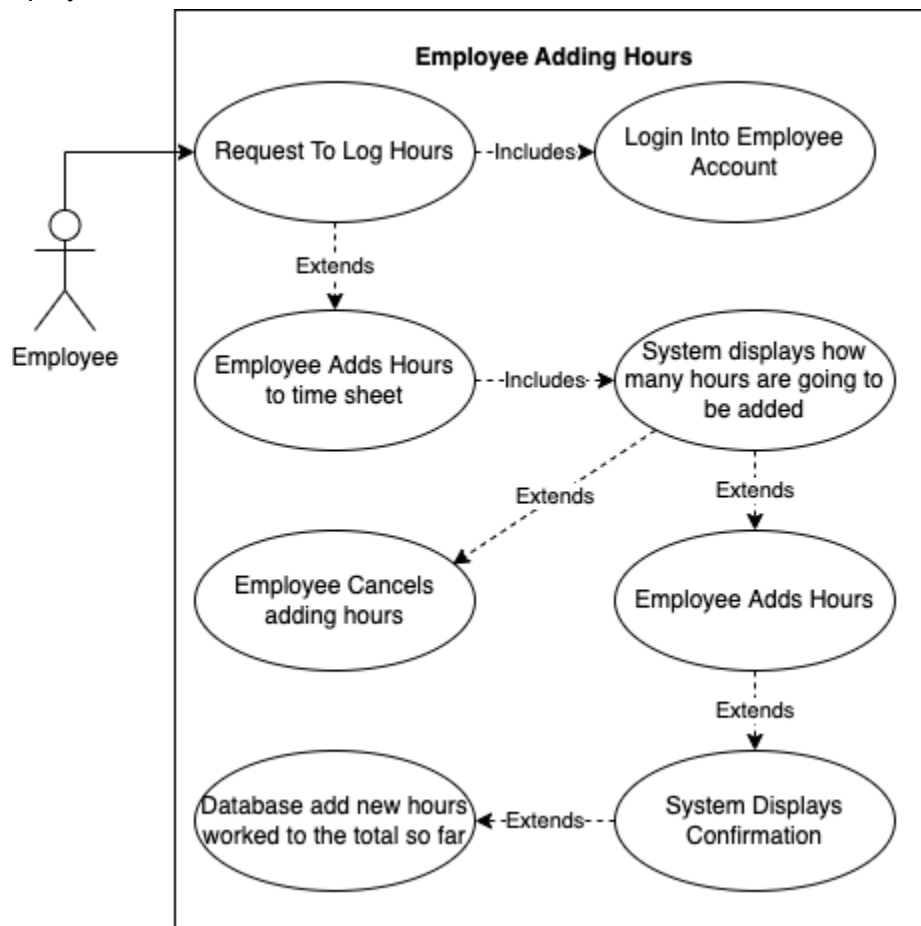 Employee Adding Hours
Request To Log Hours
Includes
Login Into Employee
Account
Extends
Employee
Employee Adds Hours
to time sheet
Includes
System displays how
many hours are going to
be added
Extends
Extends
Employee Cancels
adding hours
Employee Adds Hours
Extends
Database add new hours
worked to the total so far
Extends
System Displays
Confirmation